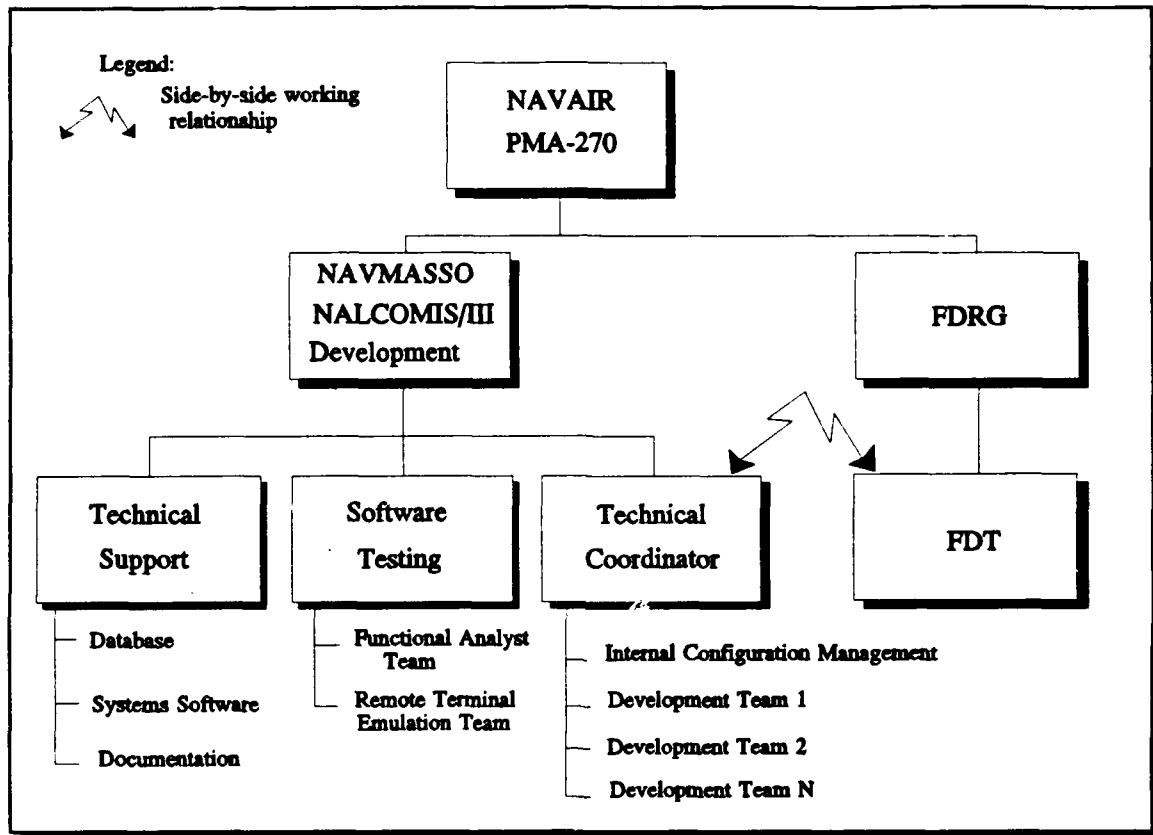 Legend:
Side-by-side working
relationship
NAVAIR
PMA-270
NAVMASSO
NALCOMIS/III
Development
FDRG
Technical
Support
Software
Testing
Technical
Coordinator
FDT
Database
Systems Software
Documentation
Functional Analyst
Team
Remote Terminal
Emulation Team
Internal Configuration Management
Development Team 1
Development Team 2
Development Team N